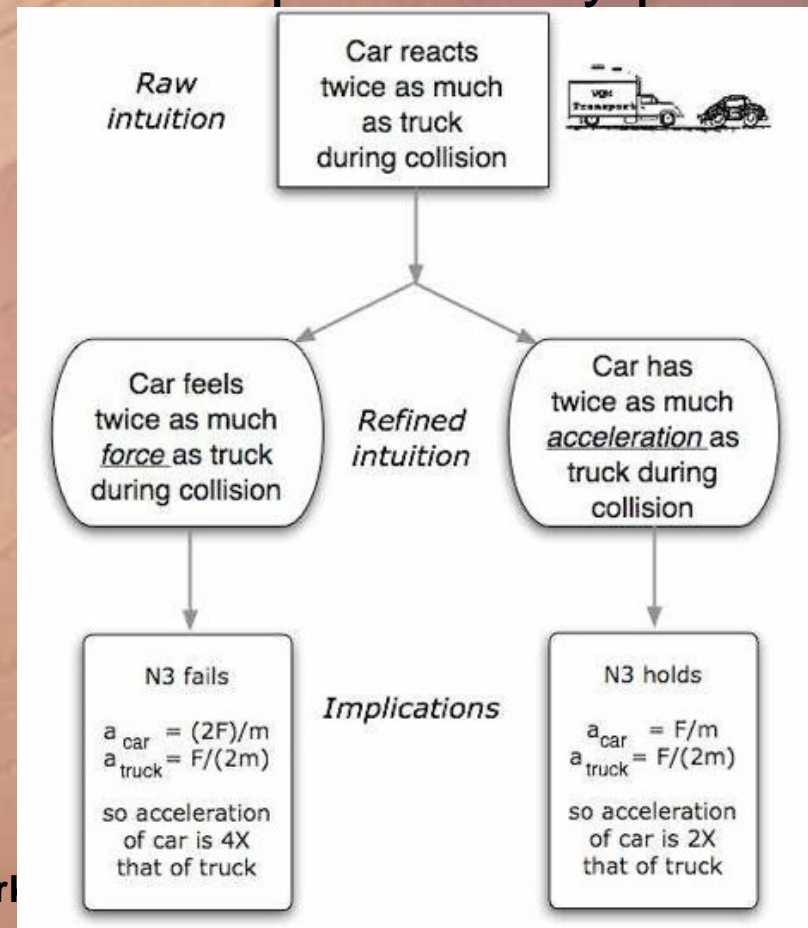 Raw
intuition
Car reacts
twice as much
as truck
during collision
Transport
Car feels
twice as much
force as truck
during collision
Refined
intuition
Car has
twice as much
acceleration as
truck during
collision
N3 fails
a car = (2F)/m
a truck = F/(2m)
so acceleration
of car is 4X
that of truck
Implications
N3 holds
a car = F/m
a truck = F/(2m)
so acceleration
of car is 2X
that of truck